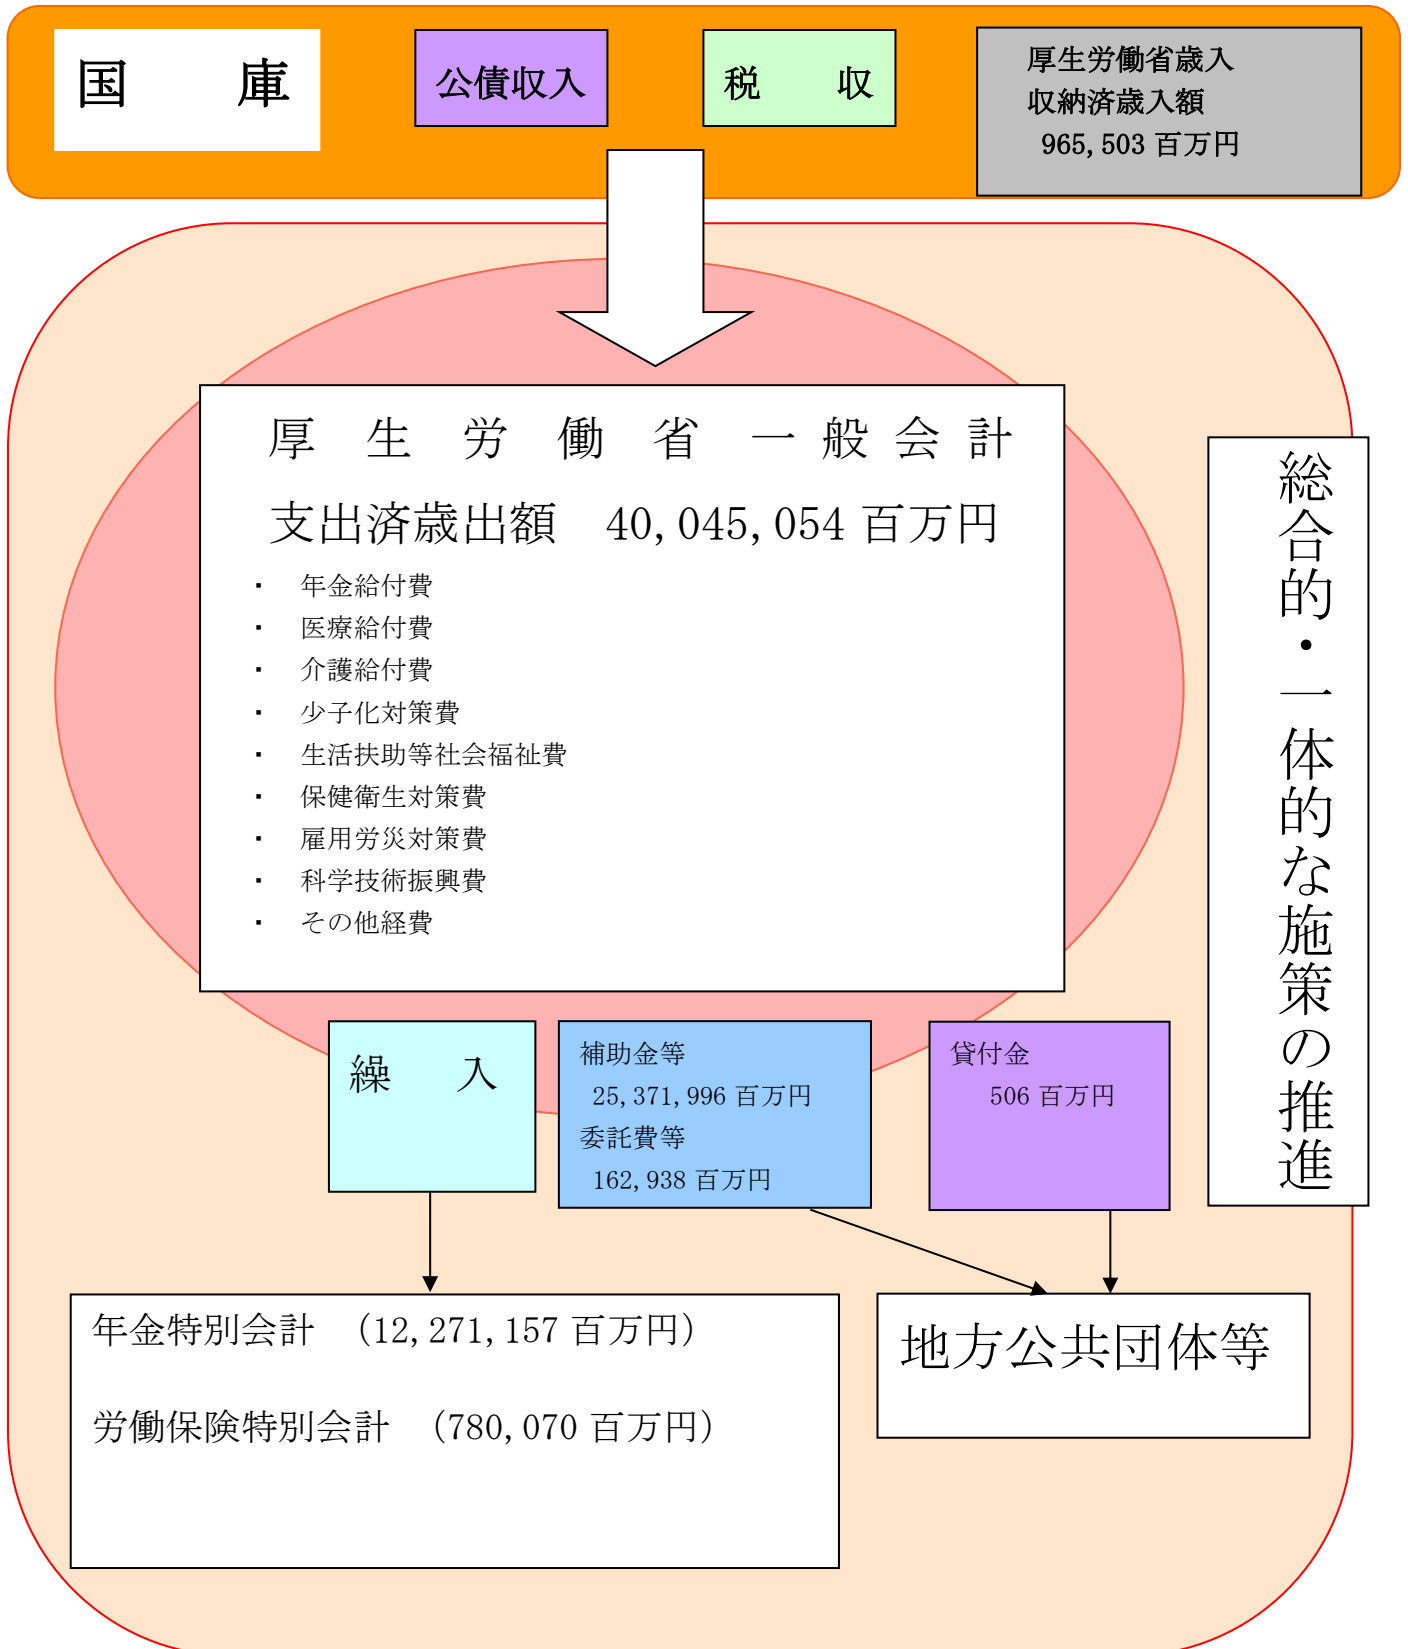 国　庫
公債収入
税　収
厚生労働省歳入
収納済歳入額
965,503 百万円
厚 生 労 働 省 一 般 会 計
支出済歳出額　40,045,054 百万円
・ 年金給付費
・ 医療給付費
・ 介護給付費
・ 少子化対策費
・ 生活扶助等社会福祉費
・ 保健衛生対策費
・ 雇用労災対策費
・ 科学技術振興費
・ その他経費
総合的・一体的な施策の推進
繰　入
補助金等
25,371,996 百万円
委託費等
162,938 百万円
貸付金
506 百万円
年金特別会計　（12,271,157 百万円）
労働保険特別会計　（780,070 百万円）
地方公共団体等